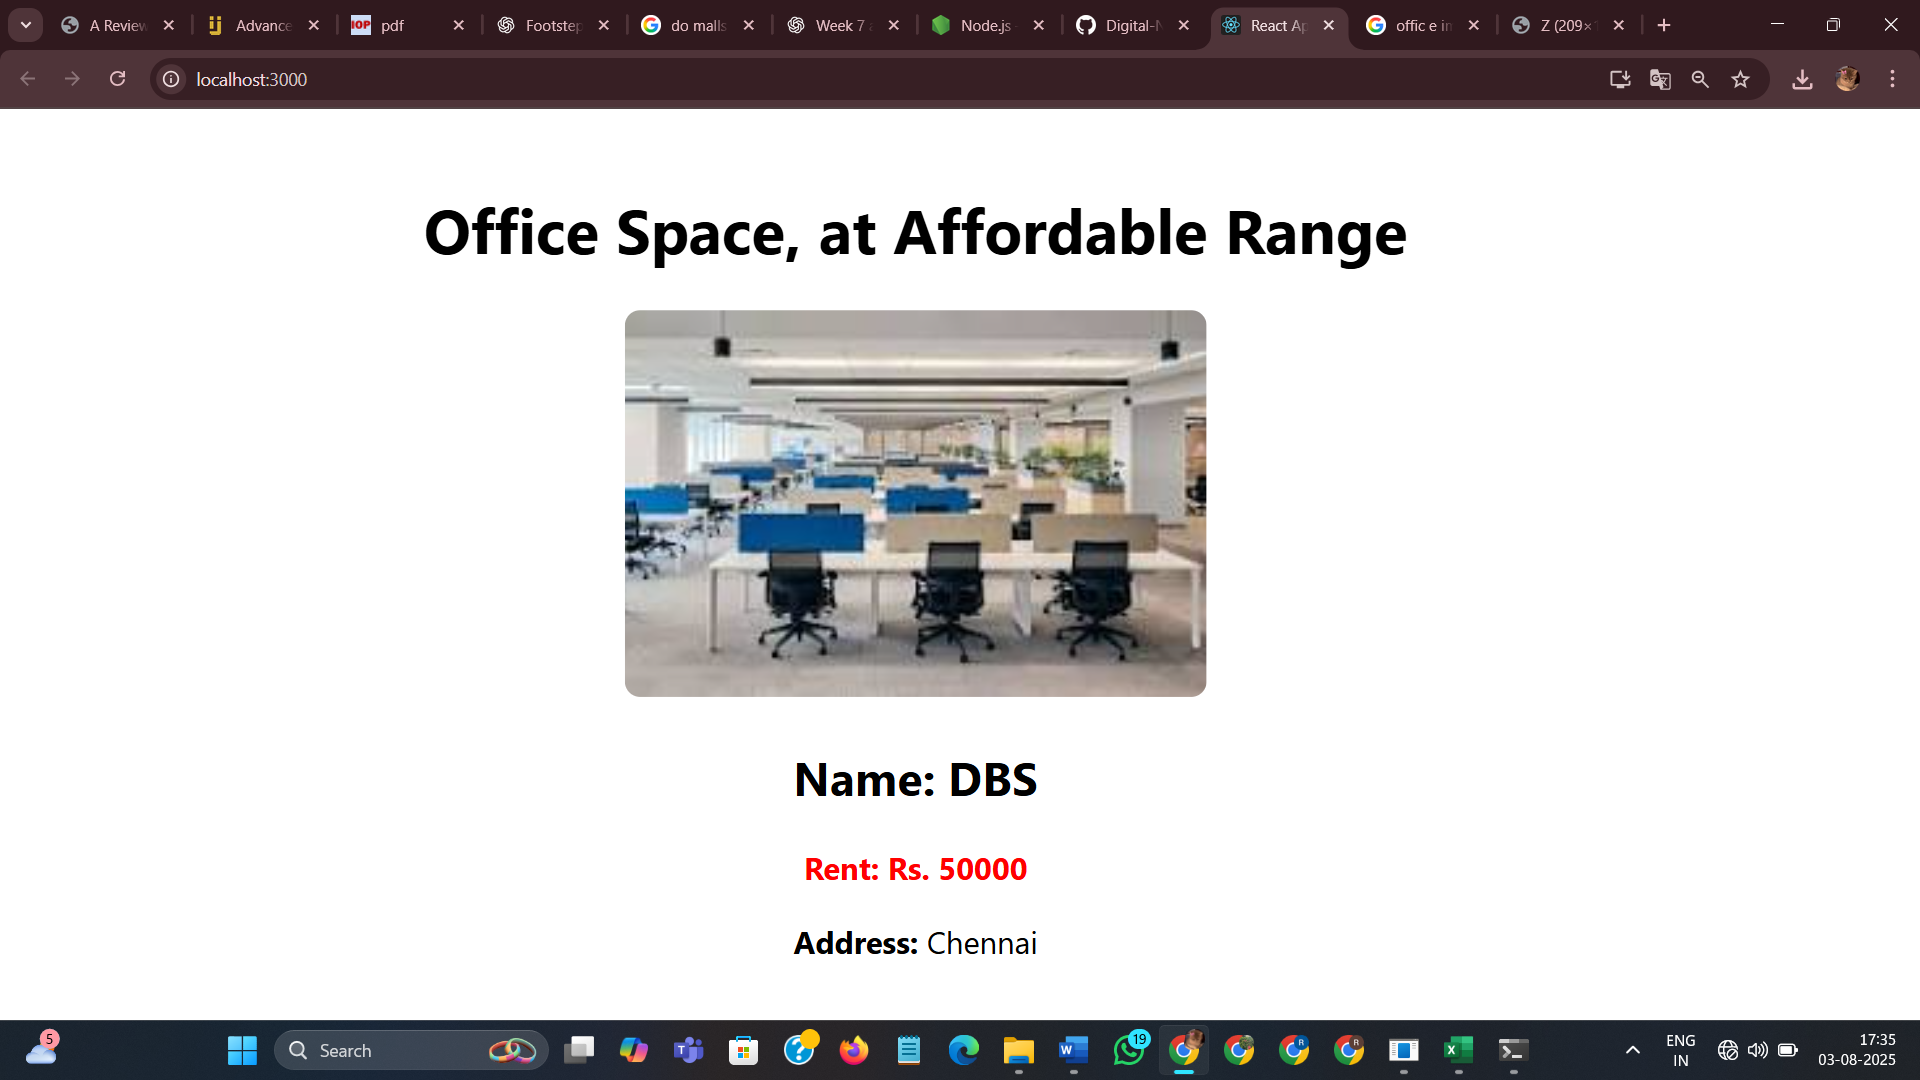 A Review
Advance
IOP pdf
Footstep
do malls
Week 7 a
Node.js
Digital-N
React Ap
offic e in
Z (209×1
localhost:3000
Office Space, at Affordable Range
Name: DBS
Rent: Rs. 50000
Address: Chennai
5
Search
19
ENG
IN
17:35
03-08-2025